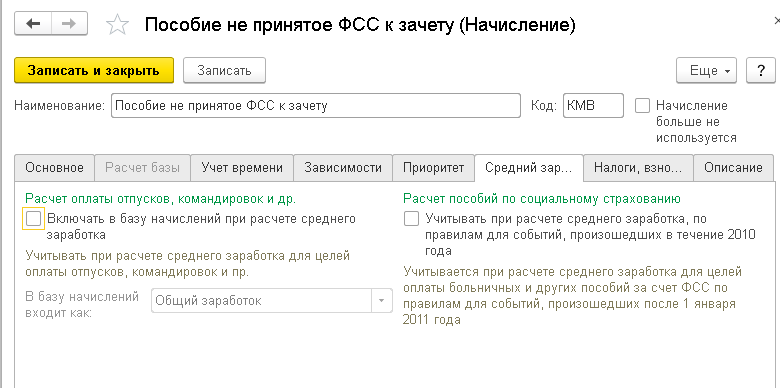 Пособие не принятое ФСС к зачету (Начисление)
Записать и закрыть
Записать
Еще
?
Наименование:
Пособие не принятое ФСС к зачету
Код:
КМВ
Начисление
больше не
используется
Основное
Расчет базы
Учет времени
Зависимости
Приоритет
Средний зар...
Налоги, взно...
Описание
Расчет оплаты отпусков, командировок и др.
Включать в базу начислений при расчете среднего
заработка
Учитывать при расчете среднего заработка для целей
оплаты отпусков, командировок и пр.
В базу начислений
входит как:
Общий заработок
Расчет пособий по социальному страхованию
Учитывать при расчете среднего заработка, по
правилам для событий, произошедших в течение 2010
года
Учитывается при расчете среднего заработка для целей
оплаты больничных и других пособий за счет ФСС по
правилам для событий, произошедших после 1 января
2011 года